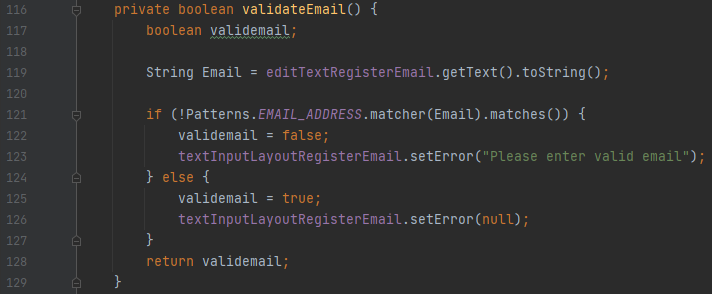 116 private boolean validateEmail() {
117 boolean validemail;
118
119 String Email = editTextRegisterEmail.getText().toString();
120
121 if (!Patterns.EMAIL_ADDRESS.matcher(Email).matches()) {
122 validemail = false;
123 textInputLayoutRegisterEmail.setError("Please enter valid email");
124 } else {
125 validemail = true;
126 textInputLayoutRegisterEmail.setError(null);
127 }
128 return validemail;
129 }